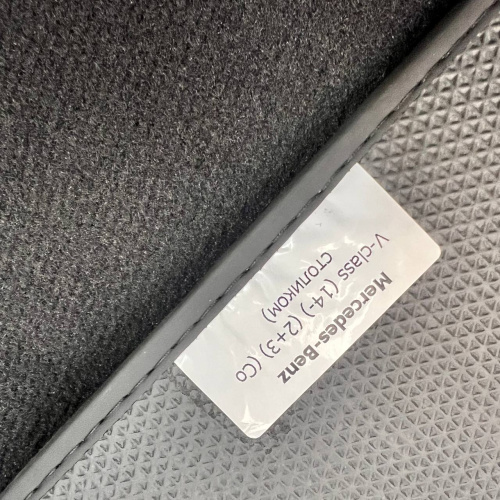 Mercedes-Benz
V-class (14-) (2+3) (Со
столиком)